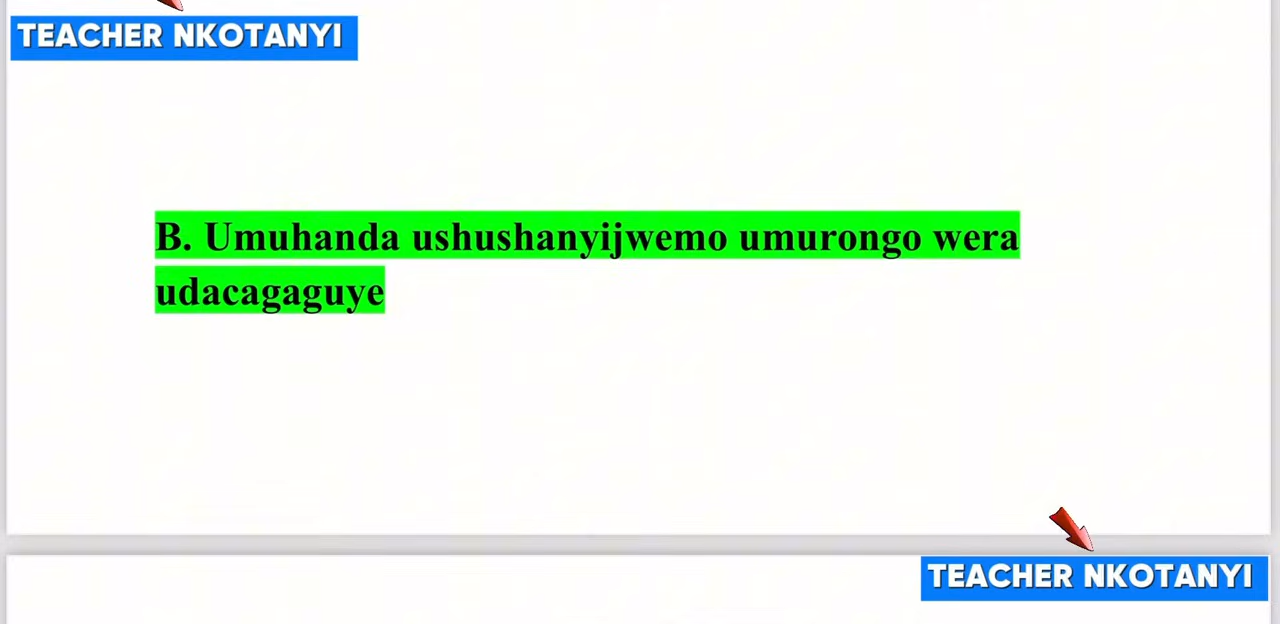 TEACHER NKOTANYI
B. Umuhanda ushushanyijwemo umurongo wera
udacagaguye
TEACHER NKOTANYI